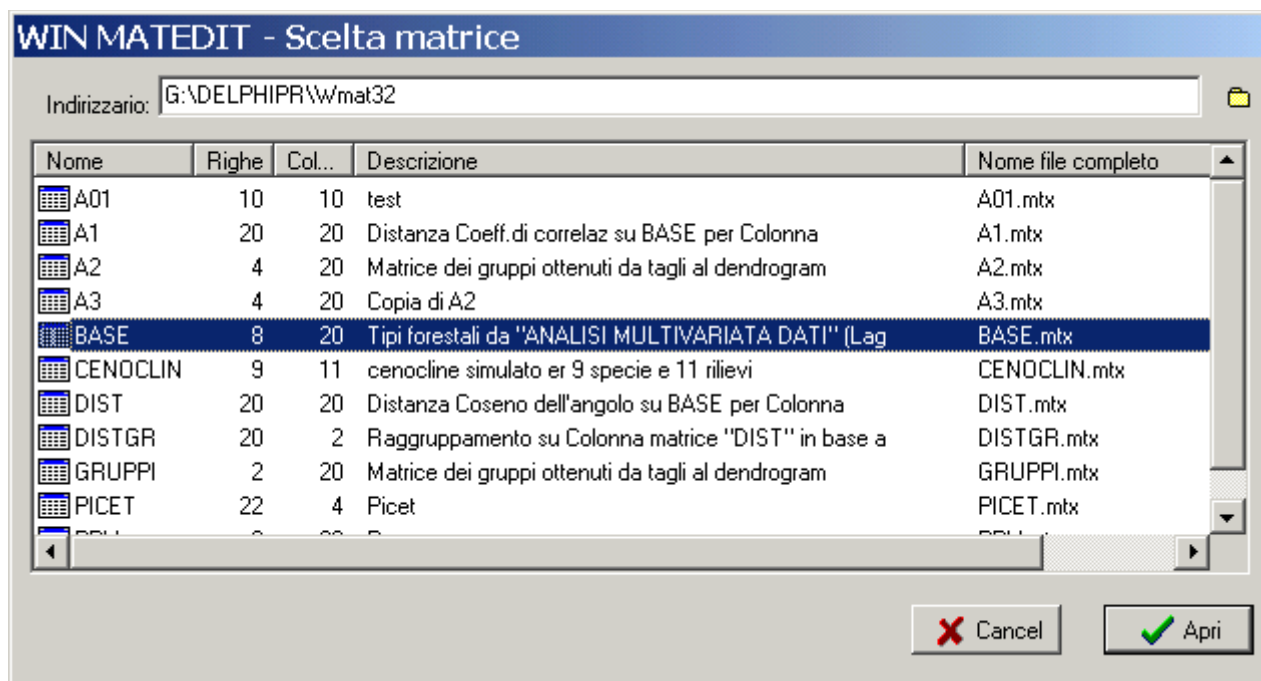 WIN MATEDIT - Scelta matrice
Indirizzario: G:\DELPHIPR\Wmat32
Nome Righe Col... Descrizione Nome file completo
A01 10 10 test A01.mtx
A1 20 20 Distanza Coeff.di correlaz su BASE per Colonna A1.mtx
A2 4 20 Matrice dei gruppi ottenuti da tagli al dendrogram A2.mtx
A3 4 20 Copia di A2 A3.mtx
BASE 8 20 Tipi forestali da "ANALISI MULTIVARIATA DATI" (Lag BASE.mtx
CENOCLIN 9 11 cenocline simulato er 9 specie e 11 rilievi CENOCLIN.mtx
DIST 20 20 Distanza Coseno dell'angolo su BASE per Colonna DIST.mtx
DISTGR 20 2 Raggruppamento su Colonna matrice "DIST" in base a DISTGR.mtx
GRUPPI 2 20 Matrice dei gruppi ottenuti da tagli al dendrogram GRUPPI.mtx
PICET 22 4 Picet PICET.mtx
Cancel Apri